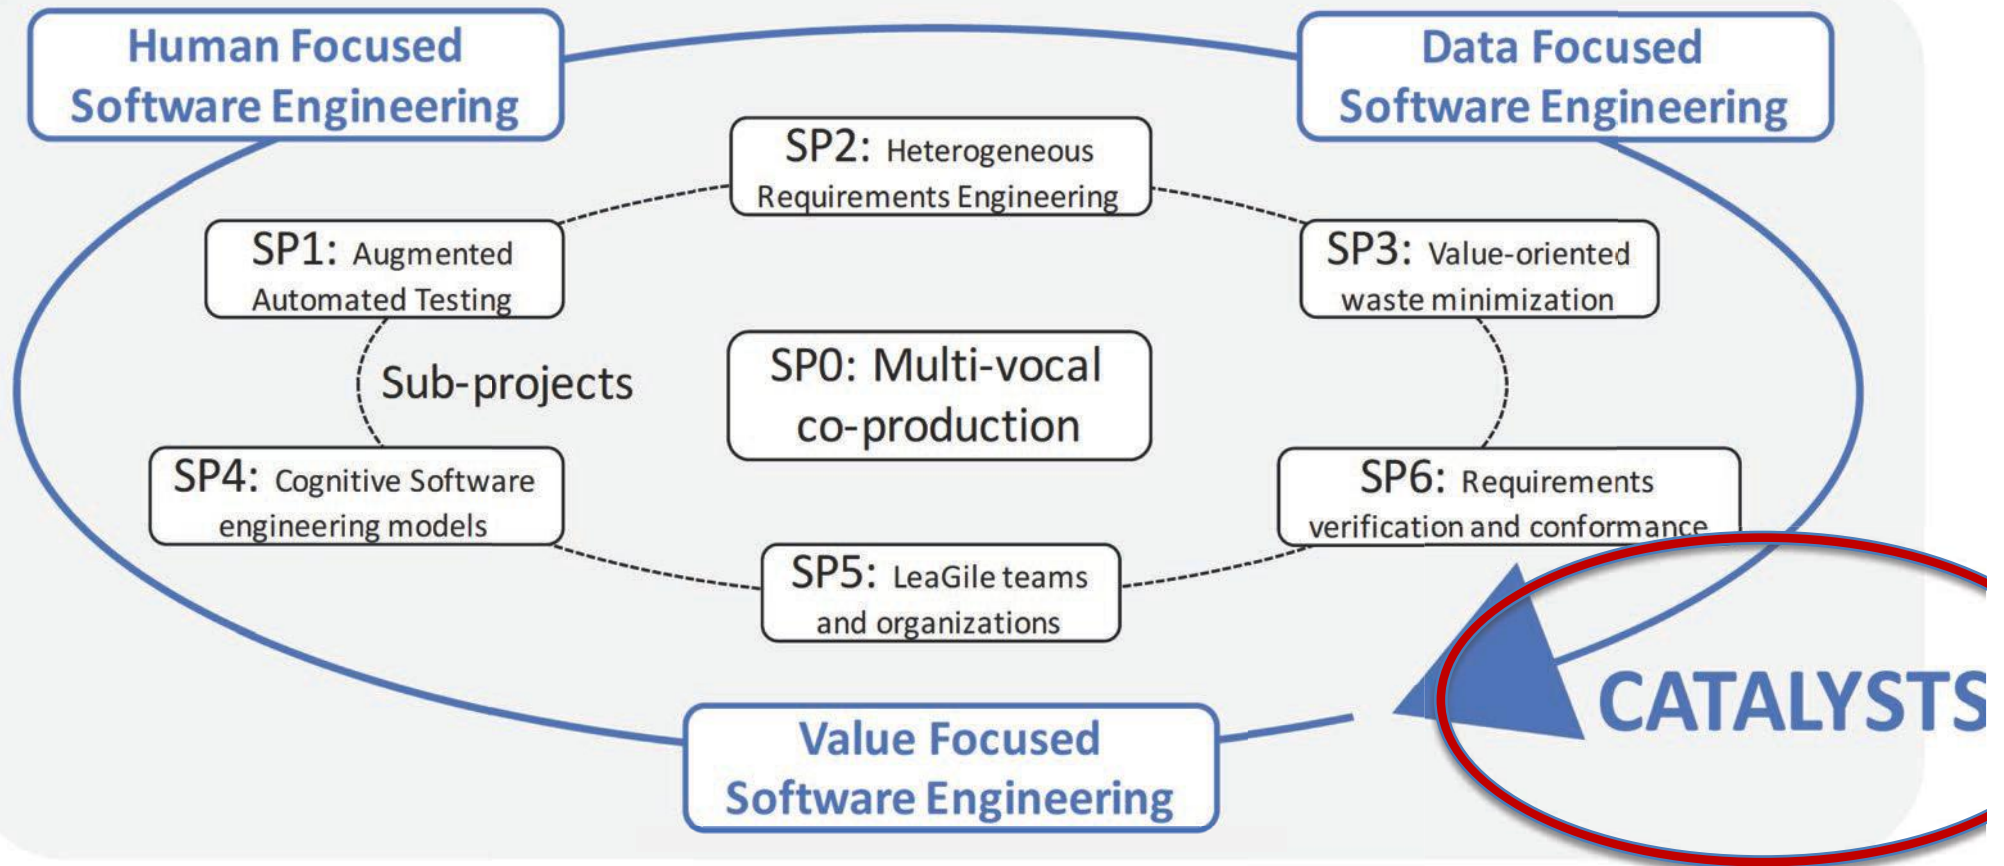 Human Focused
Software Engineering
Data Focused
Software Engineering
SP2: Heterogeneous
Requirements Engineering
SP1: Augmented
Automated Testing
SP3: Value-oriented
waste minimization
Sub-projects
SP0: Multi-vocal
co-production
SP4: Cognitive Software
engineering models
SP6: Requirements
verification and conformance
SP5: LeaGile teams
and organizations
CATALYSTS
Value Focused
Software Engineering